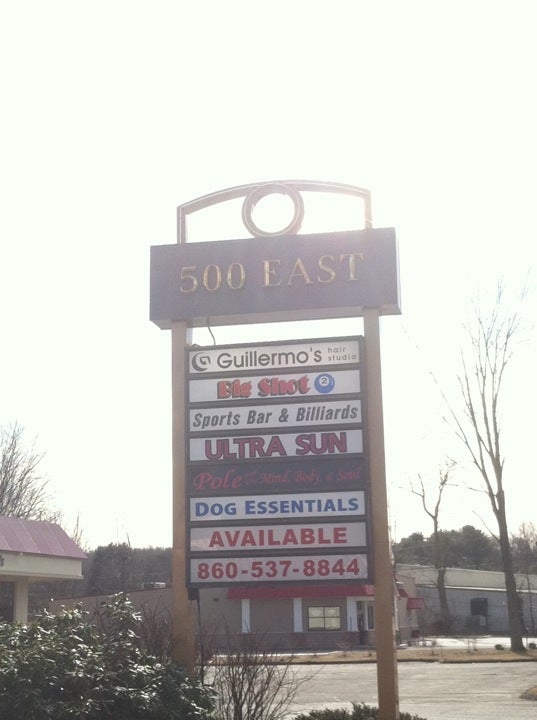 500 EAST
Guillermo's hair studio
Big Shot 2
Sports Bar & Billiards
ULTRA SUN
Pole Mind, Body, & Soul
DOG ESSENTIALS
AVAILABLE
860-537-8844